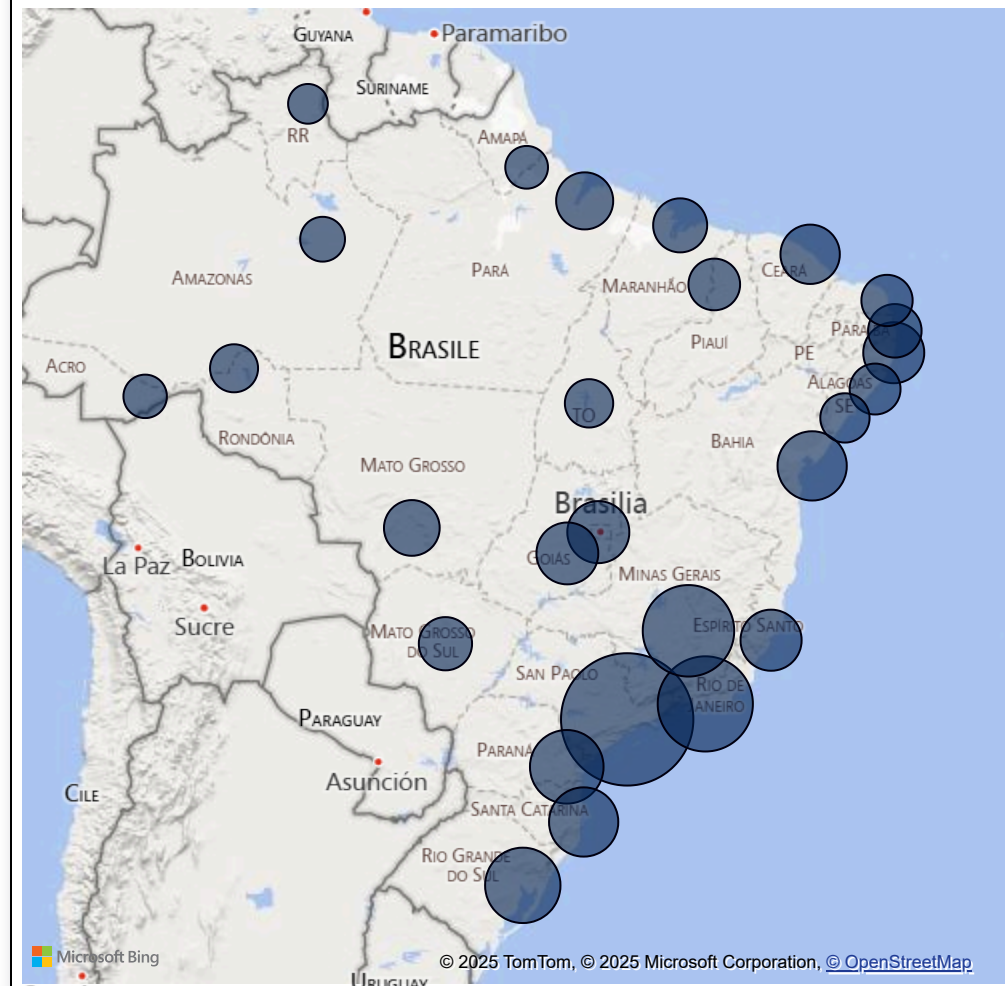 GUYANA
Paramaribo
SURINAME
RR
AMAPÁ
AMAZONAS
PARÁ
MARANHÃO
CEARÁ
BRASILE
PARAÍBA
PIAUÍ
PE
ACRO
ALAGOAS
TO
SE
RONDÔNIA
BAHIA
MATO GROSSO
Brasilia
La Paz
BOLIVIA
GOIÁS
MINAS GERAIS
Sucre
MATO GROSSO
DO SUL
ESPÍRITO SANTO
SAN PAOLO
RIO DE
JANEIRO
PARAGUAY
PARANÁ
Asunción
CILE
SANTA CATARINA
RIO GRANDE
DO SUL
Microsoft Bing
© 2025 TomTom, © 2025 Microsoft Corporation, © OpenStreetMap
URUGUAY